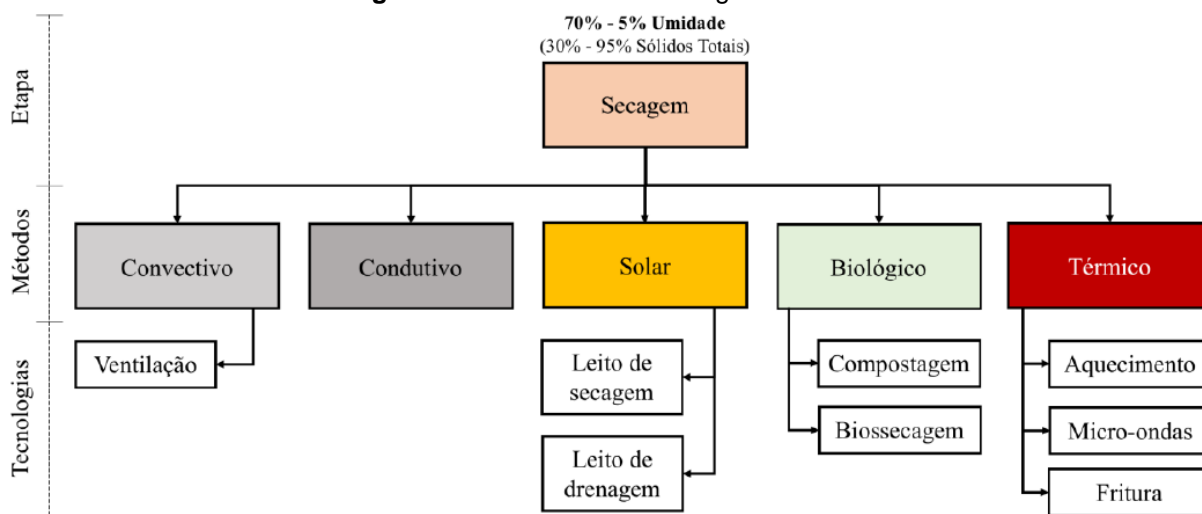 70% - 5% Umidade
(30% - 95% Sólidos Totais)
Etapa
Secagem
Métodos
Convectivo
Condutivo
Solar
Biológico
Térmico
Tecnologias
Ventilação
Leito de
secagem
Leito de
drenagem
Compostagem
Biossecagem
Aquecimento
Micro-ondas
Fritura